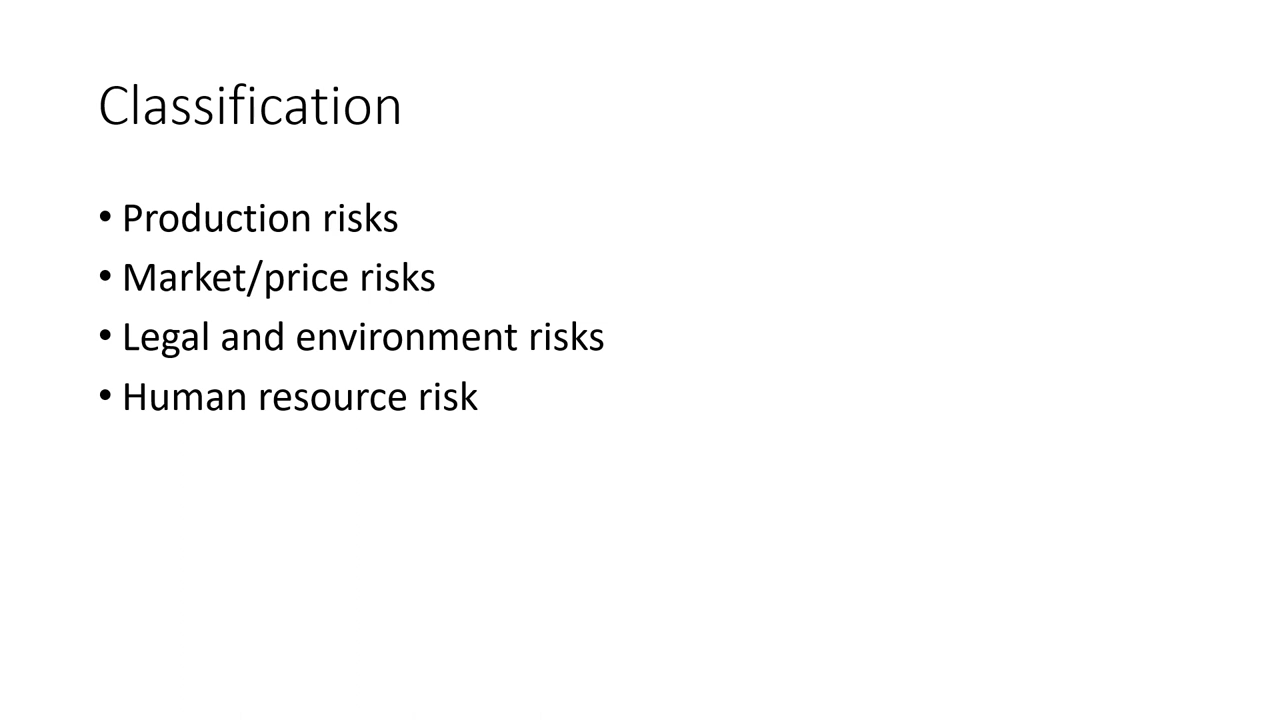 Classification
• Production risks
• Market/price risks
• Legal and environment risks
• Human resource risk